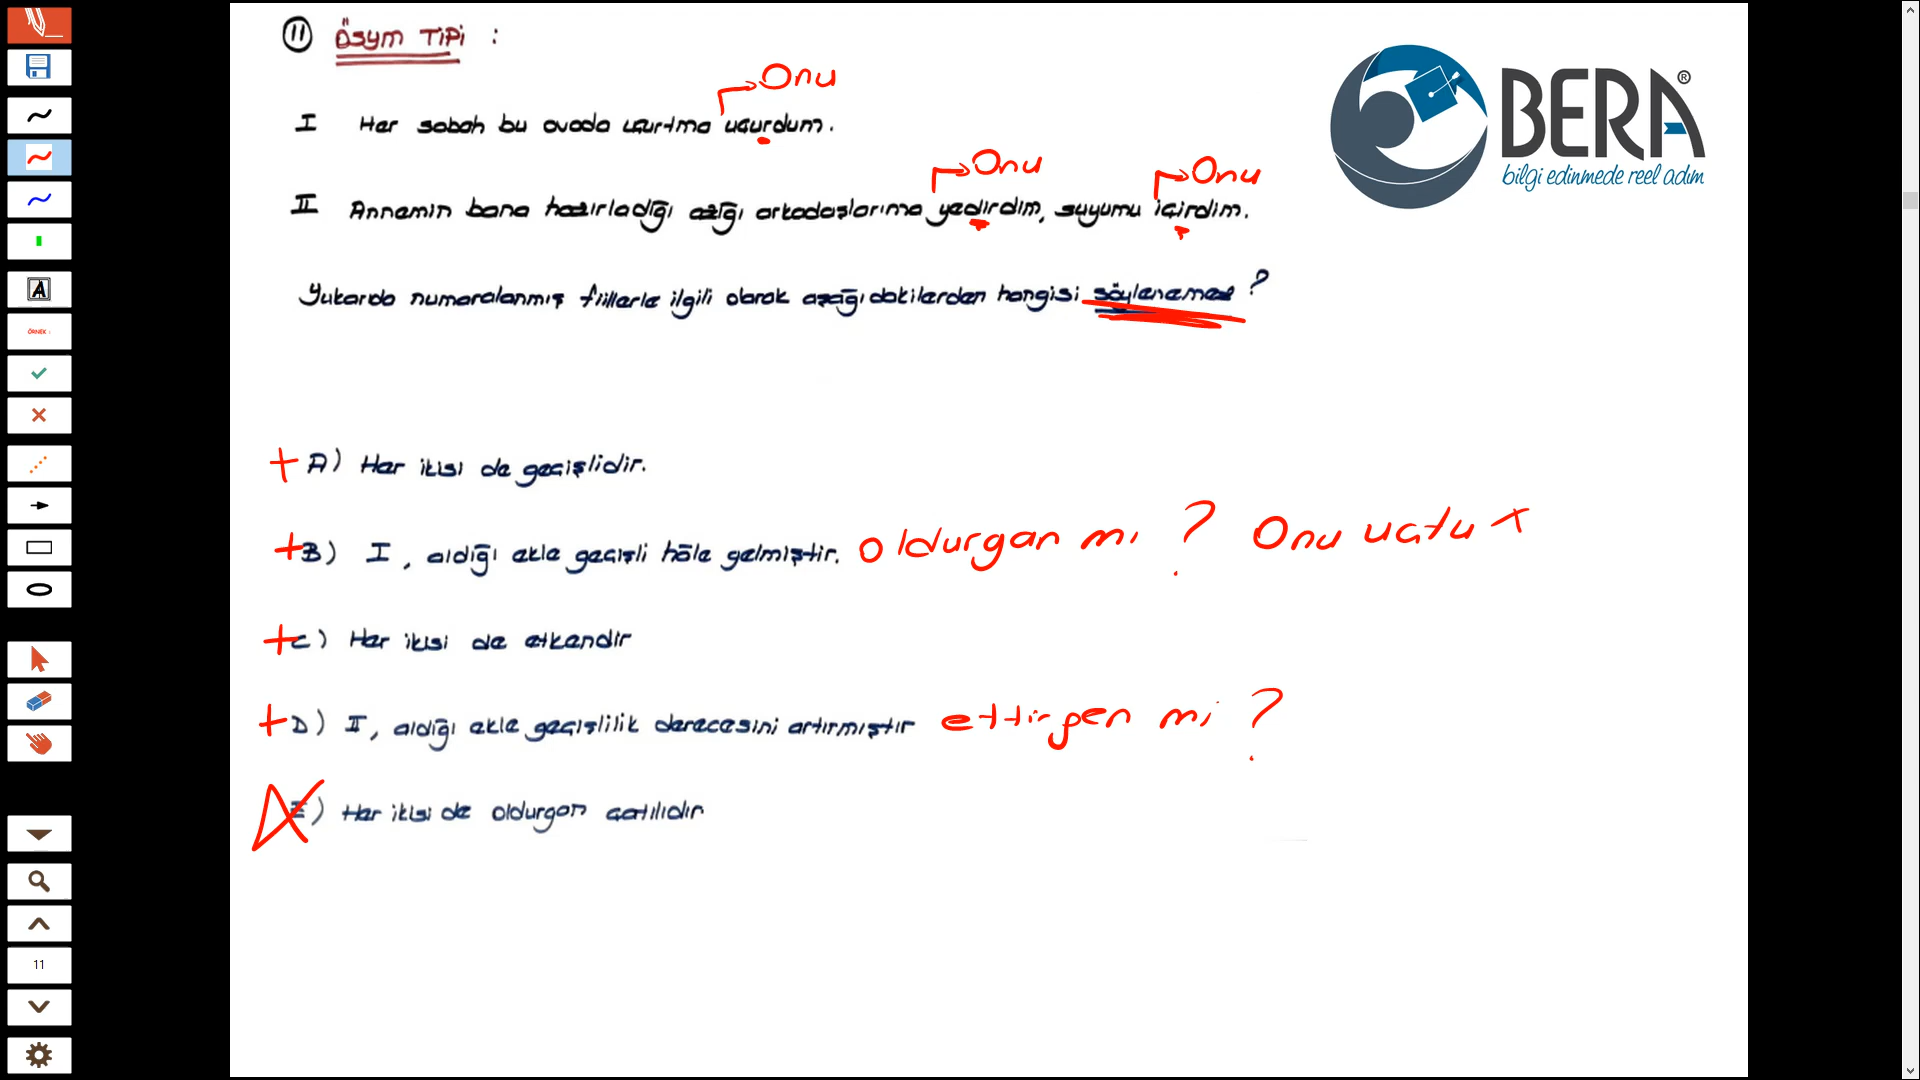 11 ÖSYM TİPİ :
Onu
I Her sabah bu ovada uçurtma uçurdum.
Onu Onu
II Annemin bana hazırladığı azığı arkadaşlarıma yedirdim, suyumu içirdim.
Yukarıda numaralanmış fiillerle ilgili olarak aşağıdakilerden hangisi söylenemez?
A) Her ikisi de geçişlidir.
B) I, aldığı ekle geçişli hâle gelmiştir. oldurgan mı? Onu uçtu x
C) Her ikisi de etkendir
D) II, aldığı ekle geçişlilik derecesini artırmıştır ettirgen mi?
E) Her ikisi de oldurgan çatılıdır
BERA®
bilgi edinmede reel adım
A
ÖRNEK :
11